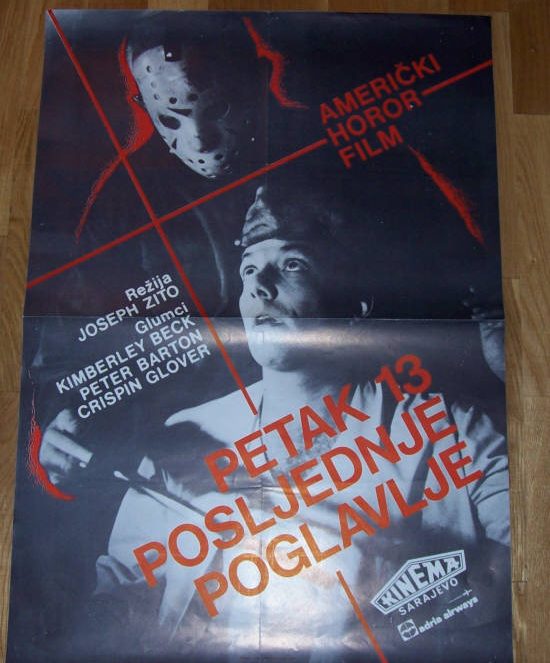 AMERIČKI
HOROR
FILM
Režija
JOSEPH ZITO
Glumci
KIMBERLEY BECK
PETER BARTON
CRISPIN GLOVER
PETAK 13
POSLJEDNJE
POGLAVLJE
KINEMA
SARAJEVO
adria airways